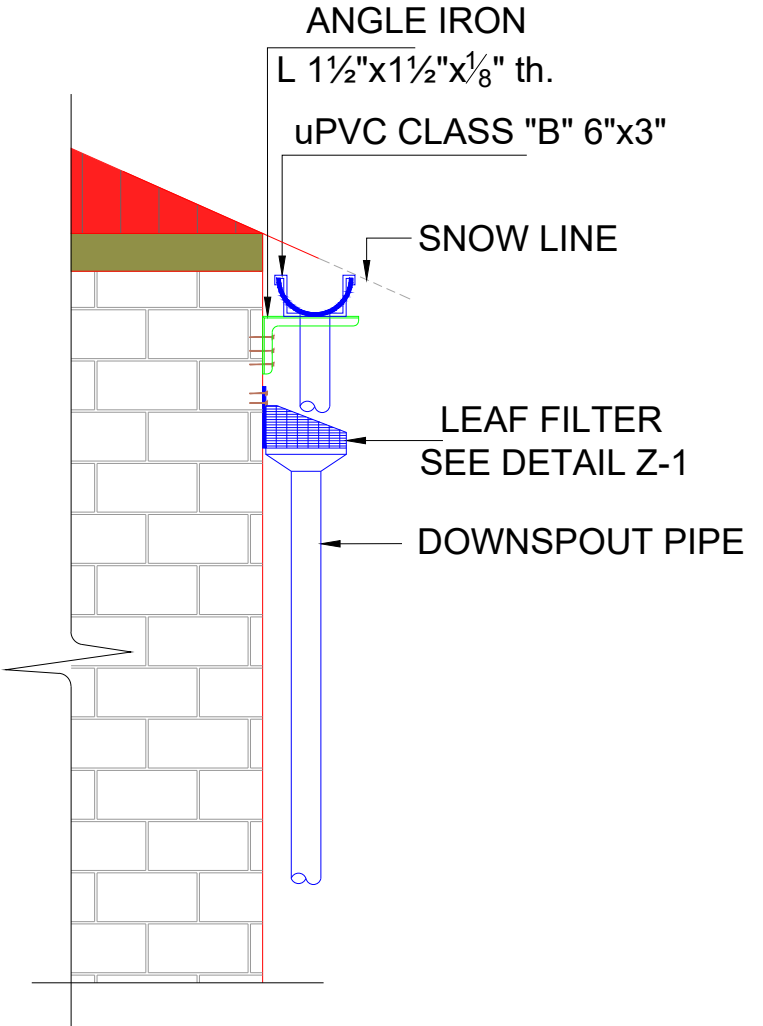 ANGLE IRON
L 1½"x1½"x⅛" th.
uPVC CLASS "B" 6"x3"
SNOW LINE
LEAF FILTER
SEE DETAIL Z-1
DOWNSPOUT PIPE